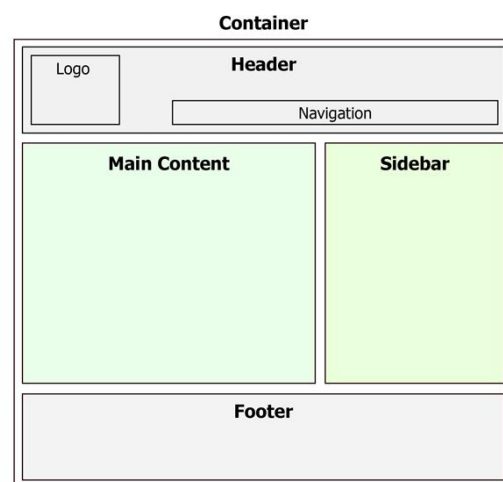 Container
Header
Logo
Navigation
Main Content
Sidebar
Footer